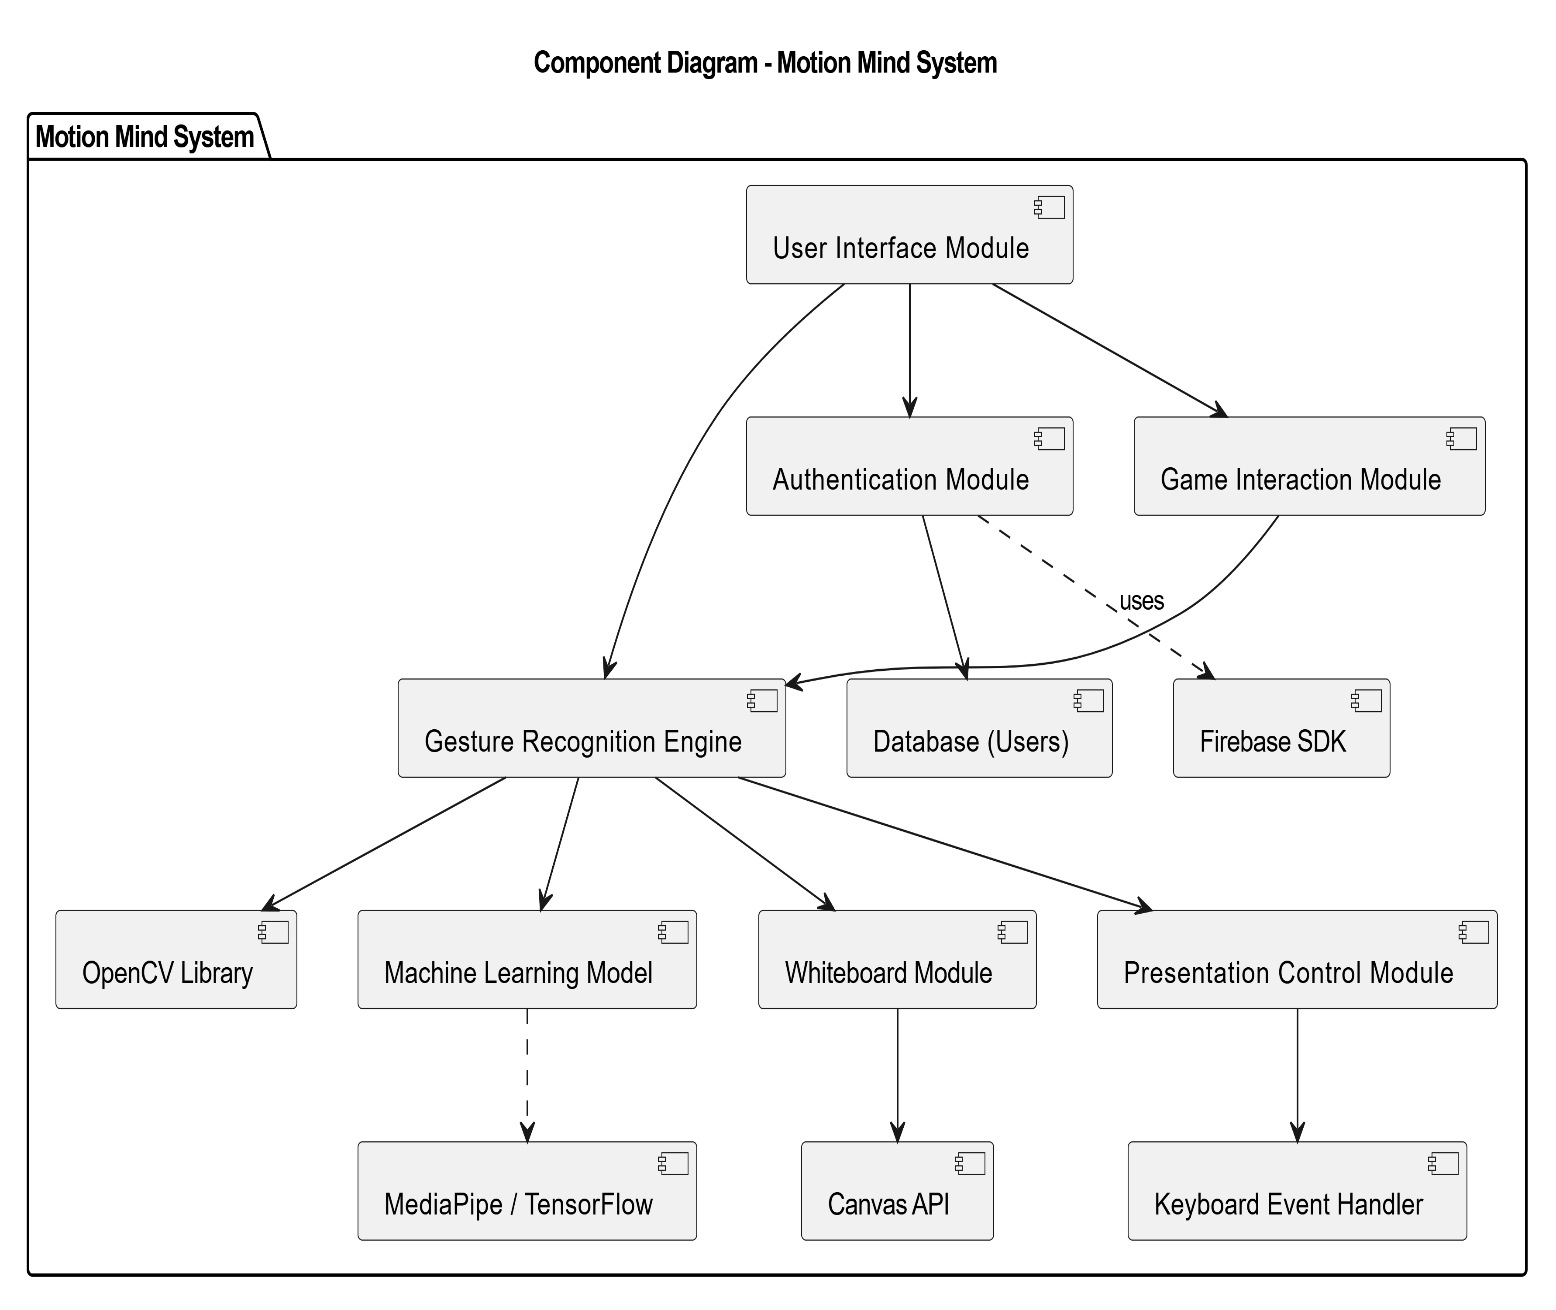 Component Diagram - Motion Mind System
Motion Mind System
User Interface Module
Authentication Module
Game Interaction Module
uses
Gesture Recognition Engine
Database (Users)
Firebase SDK
OpenCV Library
Machine Learning Model
Whiteboard Module
Presentation Control Module
MediaPipe / TensorFlow
Canvas API
Keyboard Event Handler